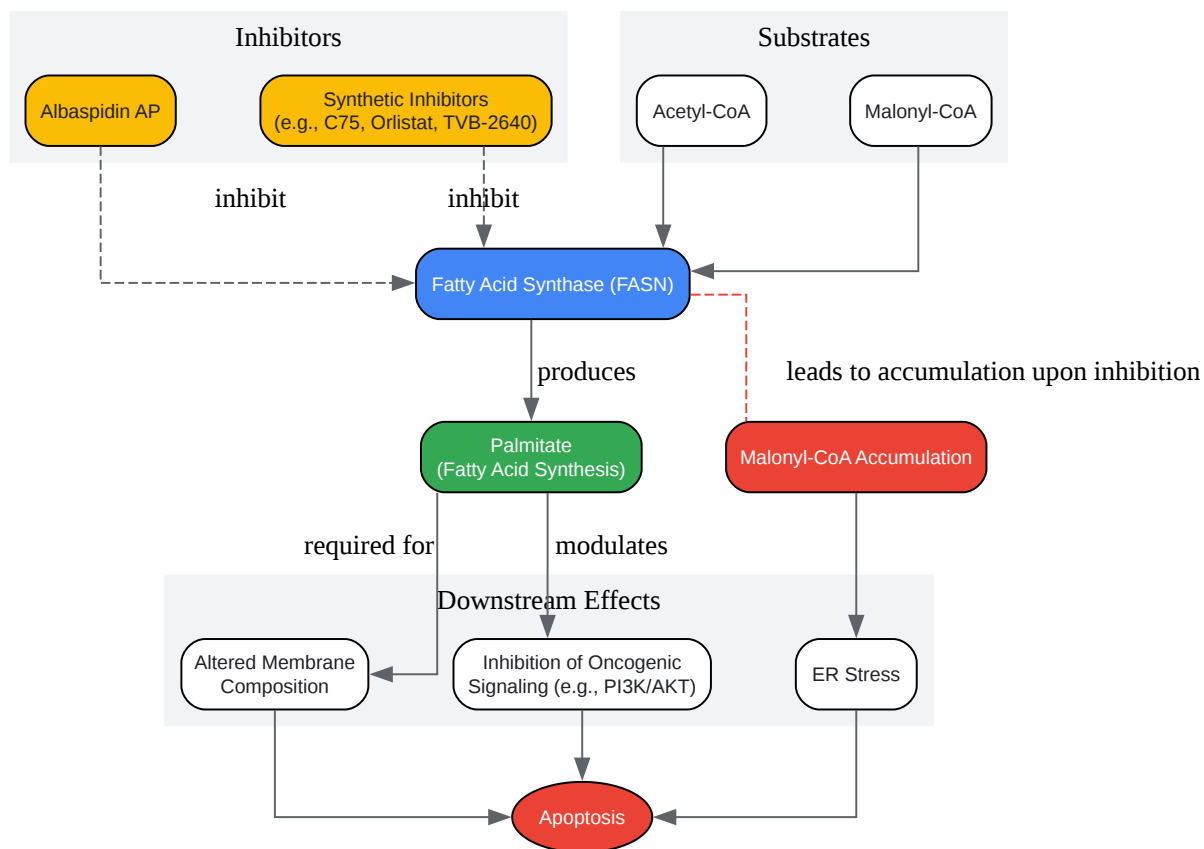 Inhibitors
Substrates
Albaspidin AP
Synthetic Inhibitors
(e.g., C75, Orlistat, TVB-2640)
Acetyl-CoA
Malonyl-CoA
inhibit
inhibit
Fatty Acid Synthase (FASN)
produces
leads to accumulation upon inhibition
Palmitate
(Fatty Acid Synthesis)
Malonyl-CoA Accumulation
required for
modulates
Downstream Effects
Altered Membrane
Composition
Inhibition of Oncogenic
Signaling (e.g., PI3K/AKT)
ER Stress
Apoptosis